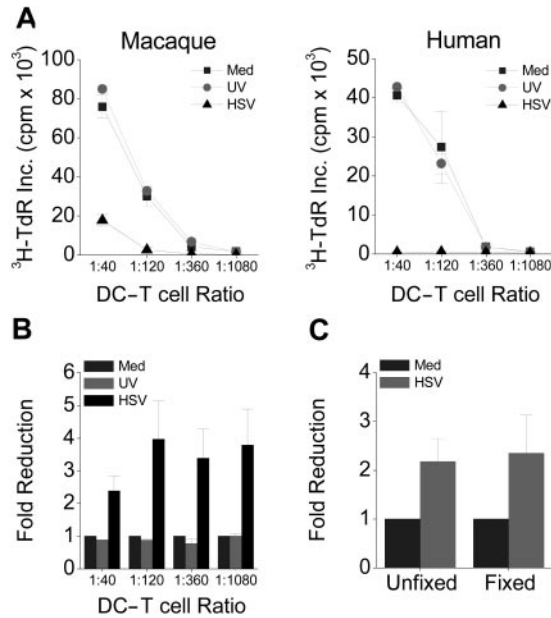 A
Macaque
Human
³H-TdR Inc. (cpm x 10³)
100
80
60
40
20
0
Med
UV
HSV
1:40
1:120
1:360
1:1080
DC–T cell Ratio
³H-TdR Inc. (cpm x 10³)
50
40
30
20
10
0
Med
UV
HSV
1:40
1:120
1:360
1:1080
DC–T cell Ratio
B
Fold Reduction
6
5
4
3
2
1
0
Med
UV
HSV
1:40
1:120
1:360
1:1080
DC–T cell Ratio
C
Fold Reduction
4
3
2
1
0
Med
HSV
Unfixed
Fixed